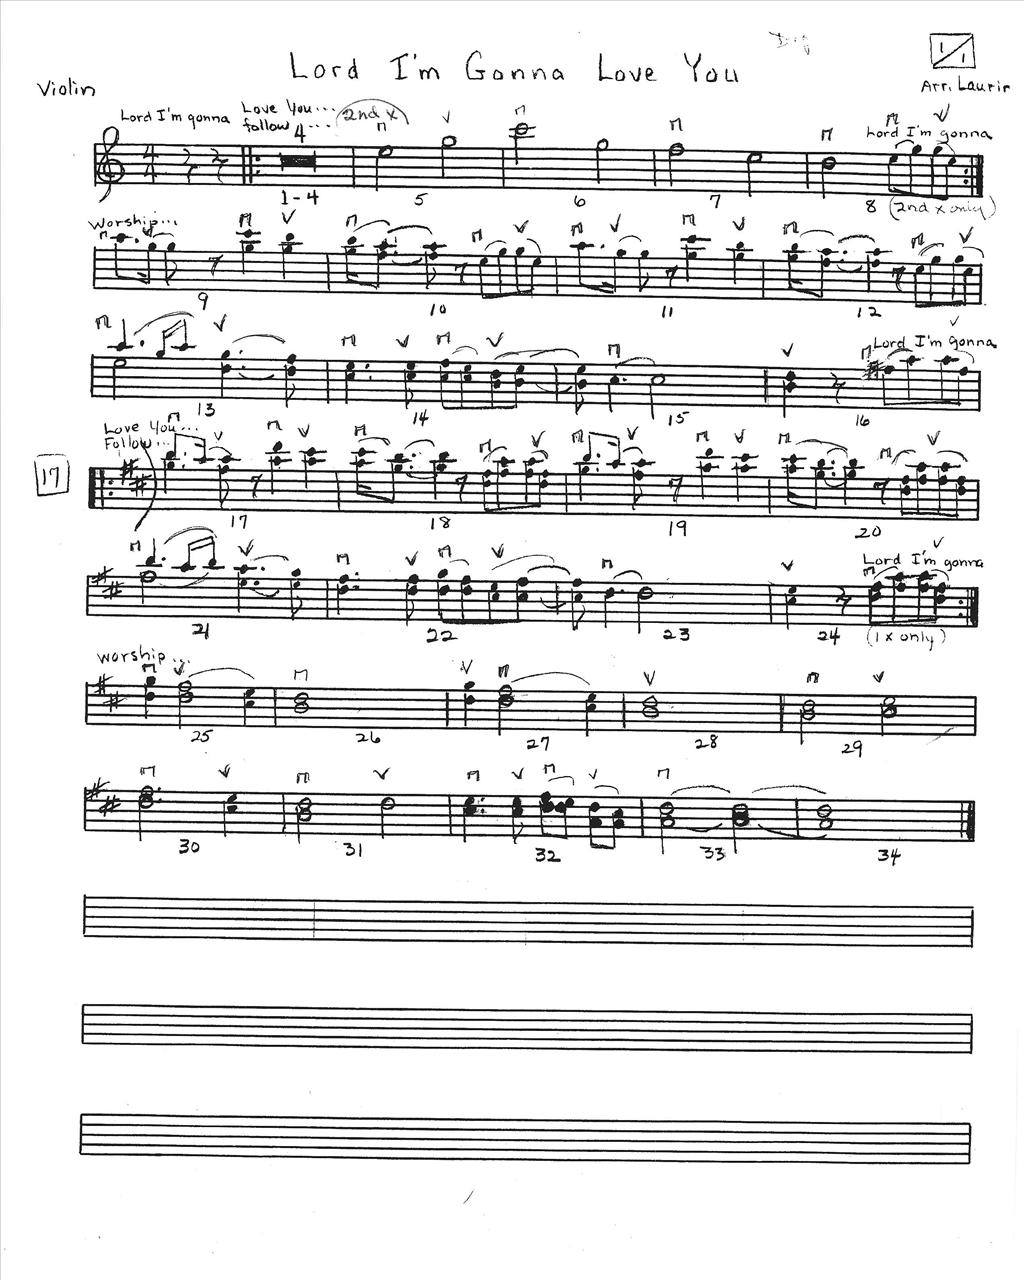 Lord I'm Gonna Love You
1/1
Violin
Arr. Laurie
Lord I'm gonna Love You... (2nd x)
follow...
4
Lord I'm gonna
4
4
1-4 5 6 7 8 (2nd x only)
Worship...
9 10 11 12
Lord I'm gonna
13 14 15 16
Love You...
Follow...
17
17 18 19 20
Lord I'm gonna
21 22 23 24 (1 x only)
worship...
25 26 27 28 29
30 31 32 33 34